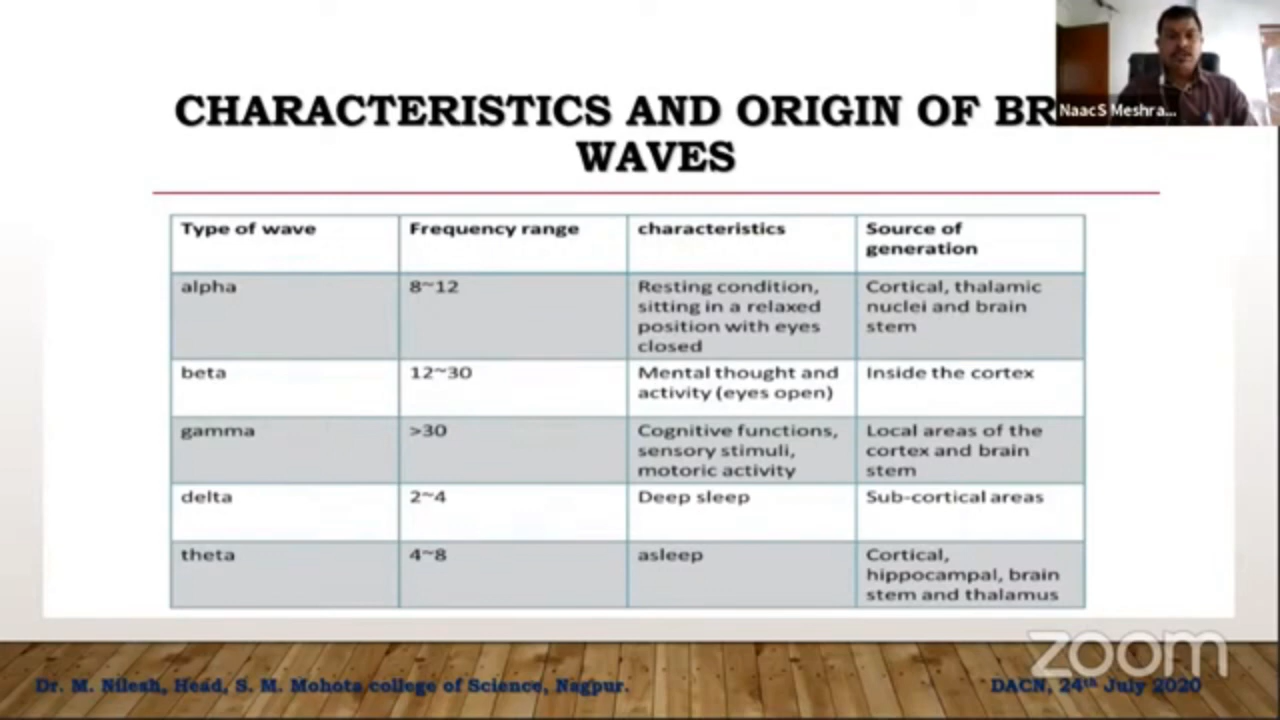 CHARACTERISTICS AND ORIGIN OF BR
WAVES
NaacS Meshra...
Type of wave Frequency range characteristics Source of
generation
alpha 8~12 Resting condition, Cortical, thalamic
sitting in a relaxed nuclei and brain
position with eyes stem
closed
beta 12~30 Mental thought and Inside the cortex
activity (eyes open)
gamma >30 Cognitive functions, Local areas of the
sensory stimuli, cortex and brain
motoric activity stem
delta 2~4 Deep sleep Sub-cortical areas
theta 4~8 asleep Cortical,
hippocampal, brain
stem and thalamus
zoom
Dr. M. Nilesh, Head, S. M. Mohota college of Science, Nagpur. DACN, 24th July 2020